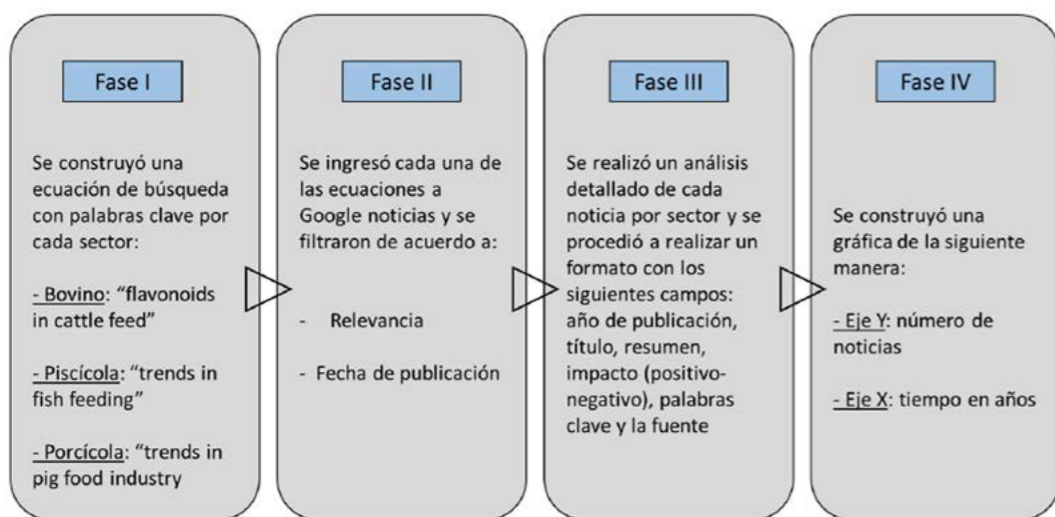 Fase I
Se construyó una
ecuación de búsqueda
con palabras clave por
cada sector:
- Bovino: “flavonoids
in cattle feed”
- Piscícola: “trends in
fish feeding”
- Porcícola: “trends in
pig food industry
Fase II
Se ingresó cada una de
las ecuaciones a
Google noticias y se
filtraron de acuerdo a:
- Relevancia
- Fecha de publicación
Fase III
Se realizó un análisis
detallado de cada
noticia por sector y se
procedió a realizar un
formato con los
siguientes campos:
año de publicación,
título, resumen,
impacto (positivo-
negativo), palabras
clave y la fuente
Fase IV
Se construyó una
gráfica de la siguiente
manera:
- Eje Y: número de
noticias
- Eje X: tiempo en años